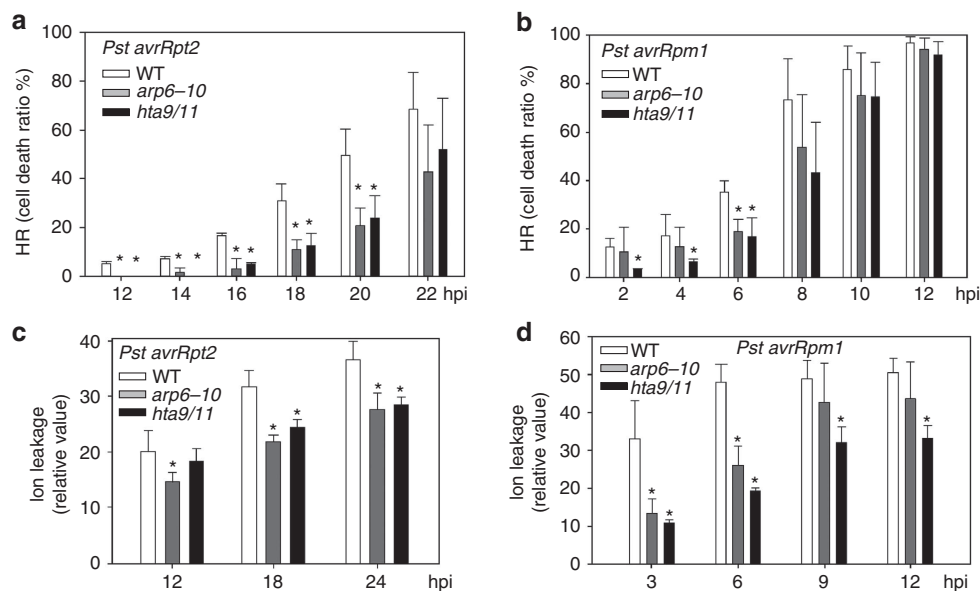 a
Pst avrRpt2
WT
arp6–10
hta9/11
HR (cell death ratio %)
100
80
60
40
20
0
* * * * * * * * * *
12 14 16 18 20 22 hpi
b
Pst avrRpm1
WT
arp6–10
hta9/11
HR (cell death ratio %)
100
80
60
40
20
0
* * * *
2 4 6 8 10 12 hpi
c
Pst avrRpt2
WT
arp6–10
hta9/11
Ion leakage
(relative value)
40
30
20
10
0
* * * * *
12 18 24 hpi
d
Pst avrRpm1
WT
arp6–10
hta9/11
Ion leakage
(relative value)
60
50
40
30
20
10
0
* * * * * *
3 6 9 12 hpi